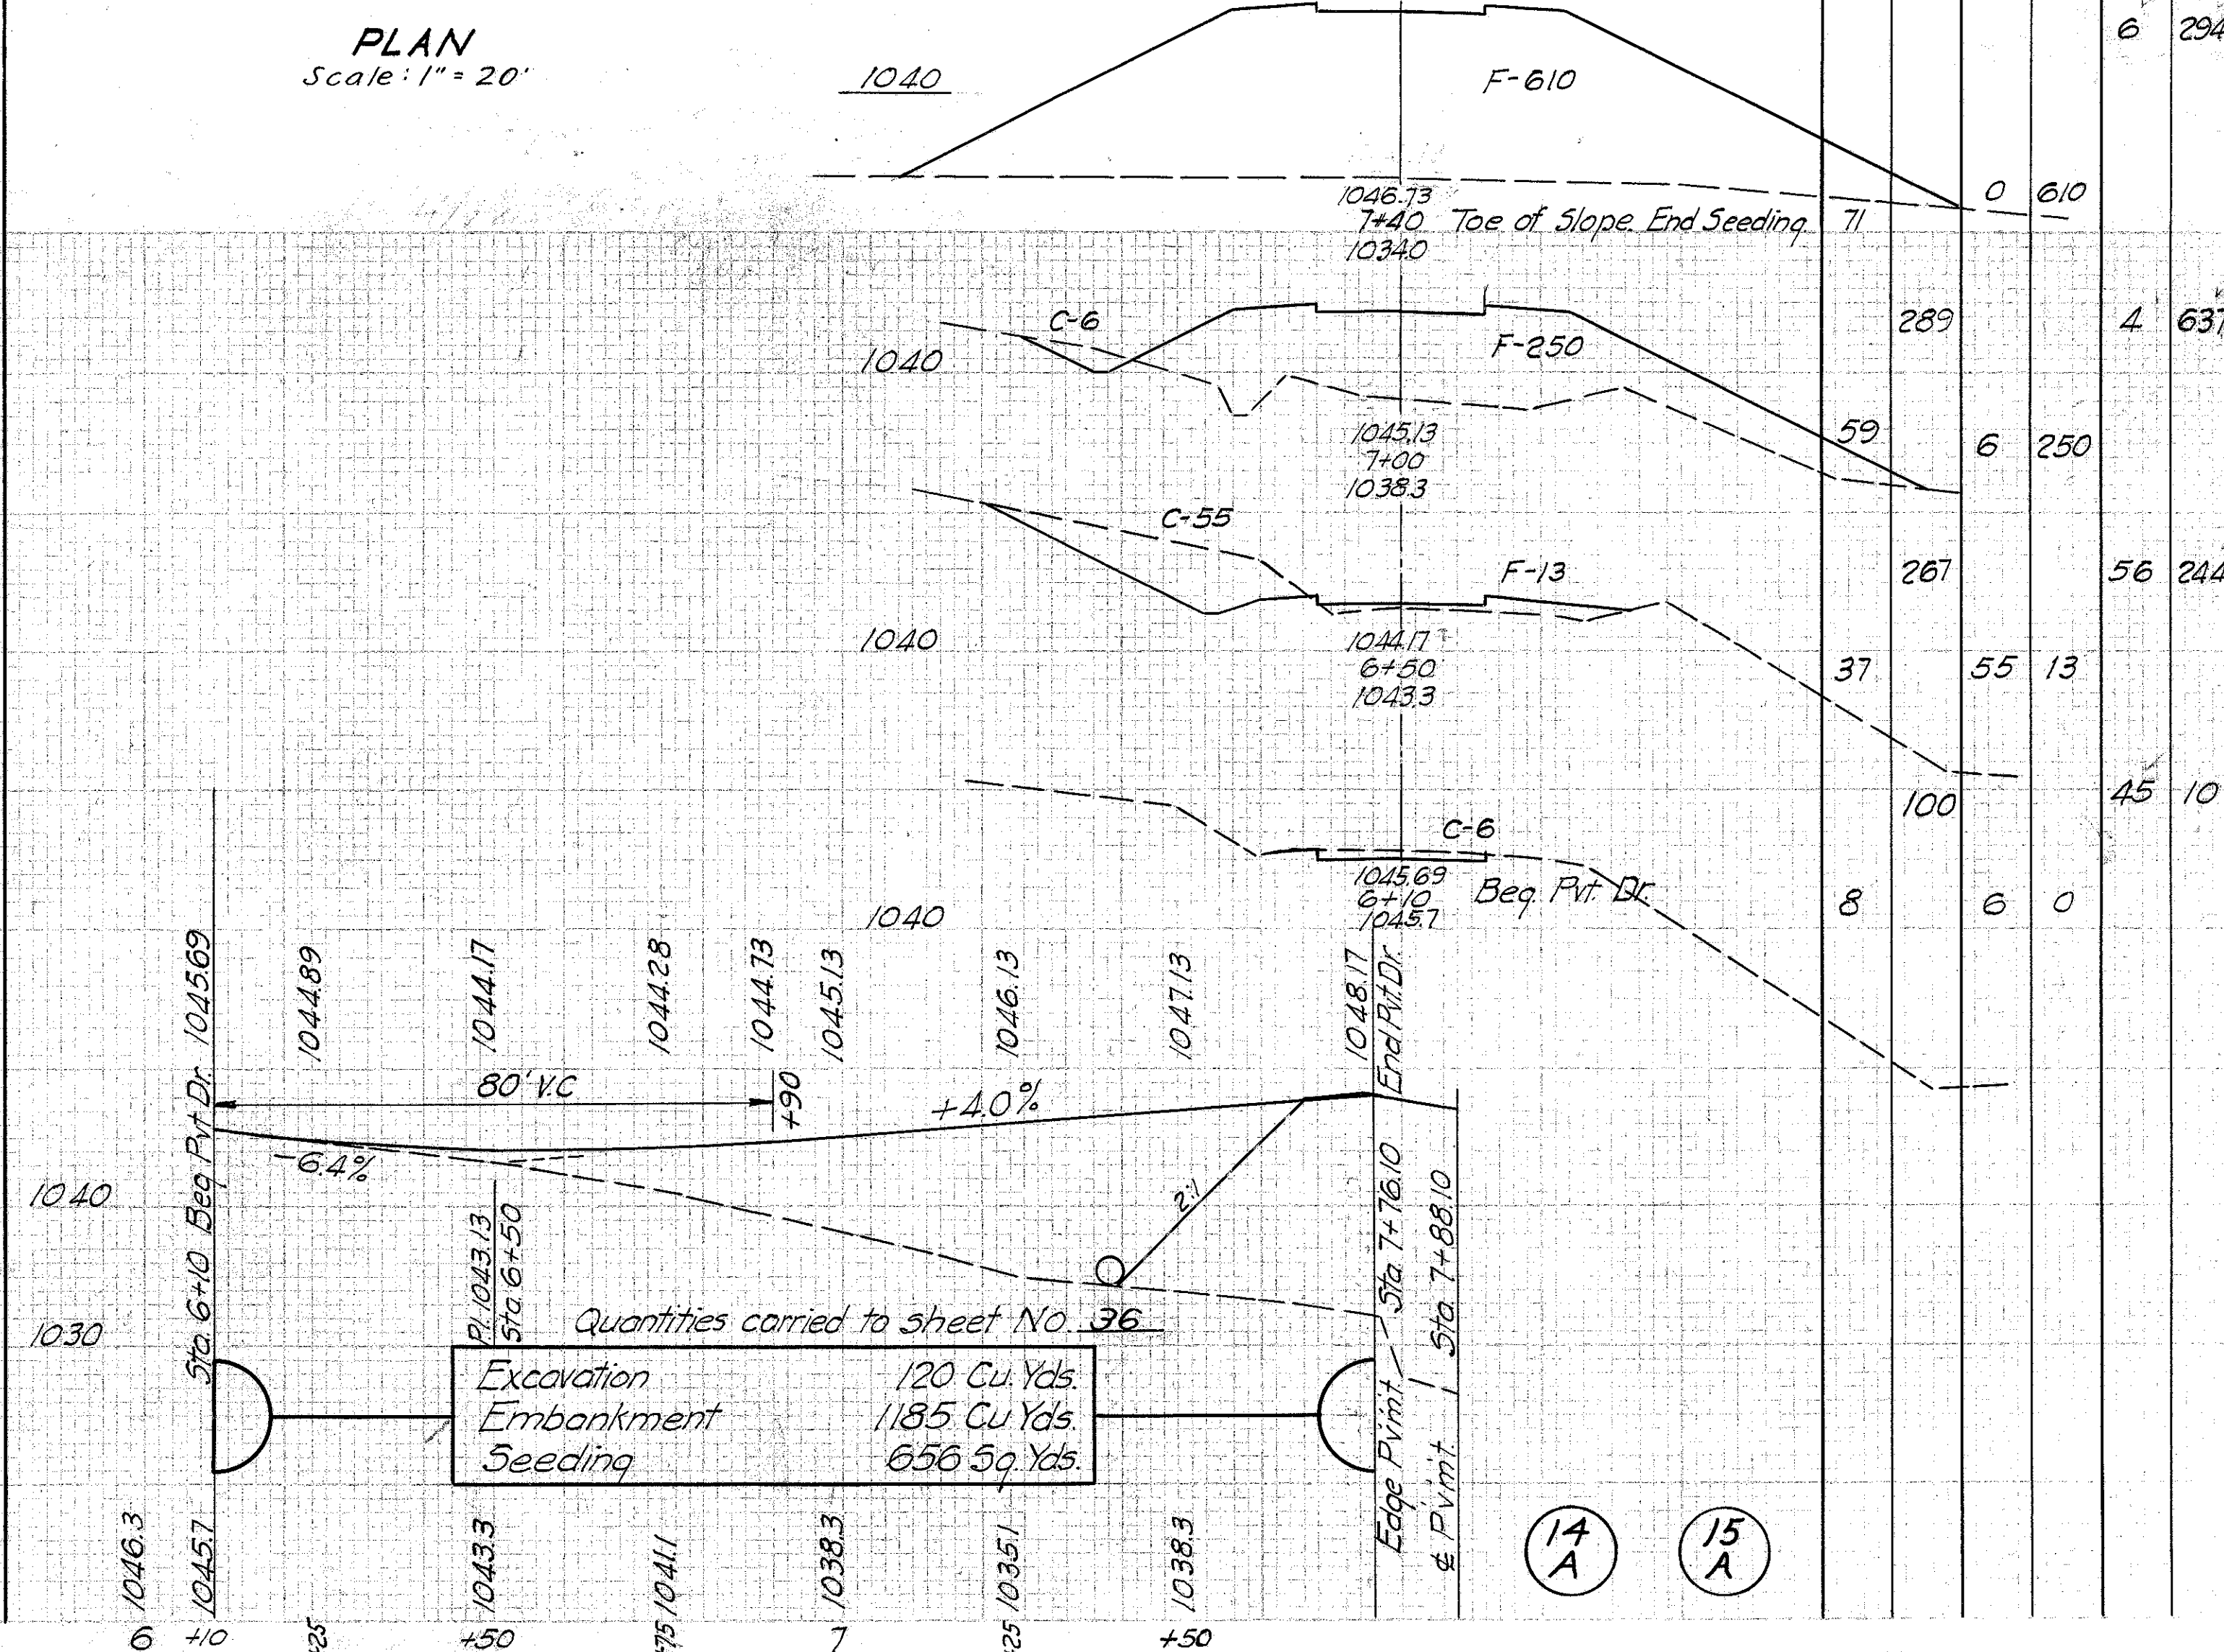 PLAN
Scale: 1" = 20'
1040
F-610
6 294
0 610
1046.73
7+40 Toe of Slope. End Seeding 71
1034.0
C-6
289
4 637
1040
F-250
1045.13
7+00
1038.3
59
6 250
C-55
F-13
267
56 244
1040
1044.17
6+50
1043.3
37
55 13
100
45 10
C-6
1040
1045.69
6+10 Beg. Pvt. Dr.
1045.7
8
6 0
Sta. 6+10 Beg Pvt Dr. 1045.69
1044.89
1044.17
1044.28
1044.73
1045.13
1046.13
1047.13
1048.17
End Pvt. Dr.
80' V.C
+90
+4.0%
-6.4%
1040
P.I. 1043.13
Sta. 6+50
2:1
1030
Quantities carried to sheet No. 36
Excavation 120 Cu. Yds.
Embankment 1185 Cu Yds.
Seeding 656 Sq. Yds.
Edge Pvm't. Sta. 7+76.10
℄ Pvm't. Sta. 7+88.10
14
A
15
A
1046.3
1045.7
1043.3
1041.1
1038.3
1035.1
1038.3
6 +10 +25 +50 +75 7 +25 +50